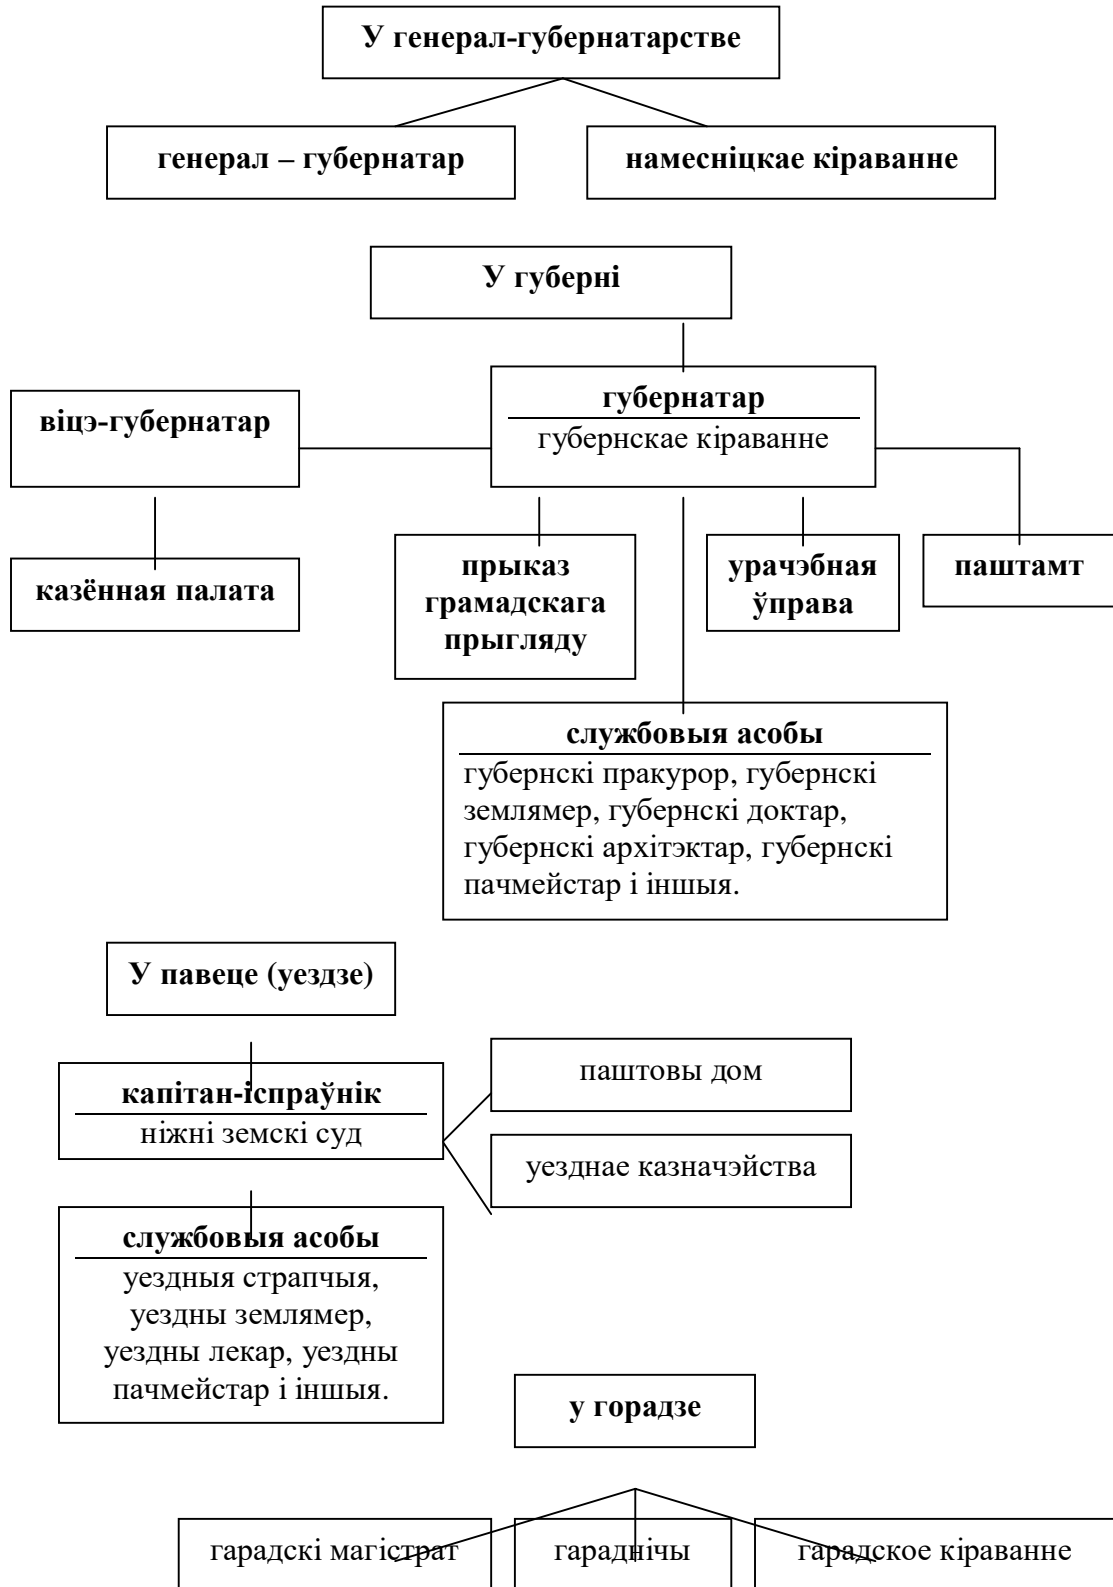 У генерал-губернатарстве
генерал – губернатар
намесніцкае кіраванне
У губерні
губернатар
губернскае кіраванне
віцэ-губернатар
казённая палата
прыказ
грамадскага
прыгляду
урачэбная
ўправа
паштамт
службовыя асобы
губернскі пракурор, губернскі
землямер, губернскі доктар,
губернскі архітэктар, губернскі
пачмейстар і іншыя.
У павеце (уездзе)
капітан-іспраўнік
ніжні земскі суд
паштовы дом
уезднае казначэйства
службовыя асобы
уездныя страпчыя,
уездны землямер,
уездны лекар, уездны
пачмейстар і іншыя.
у горадзе
гарадскі магістрат
гараднічы
гарадское кіраванне